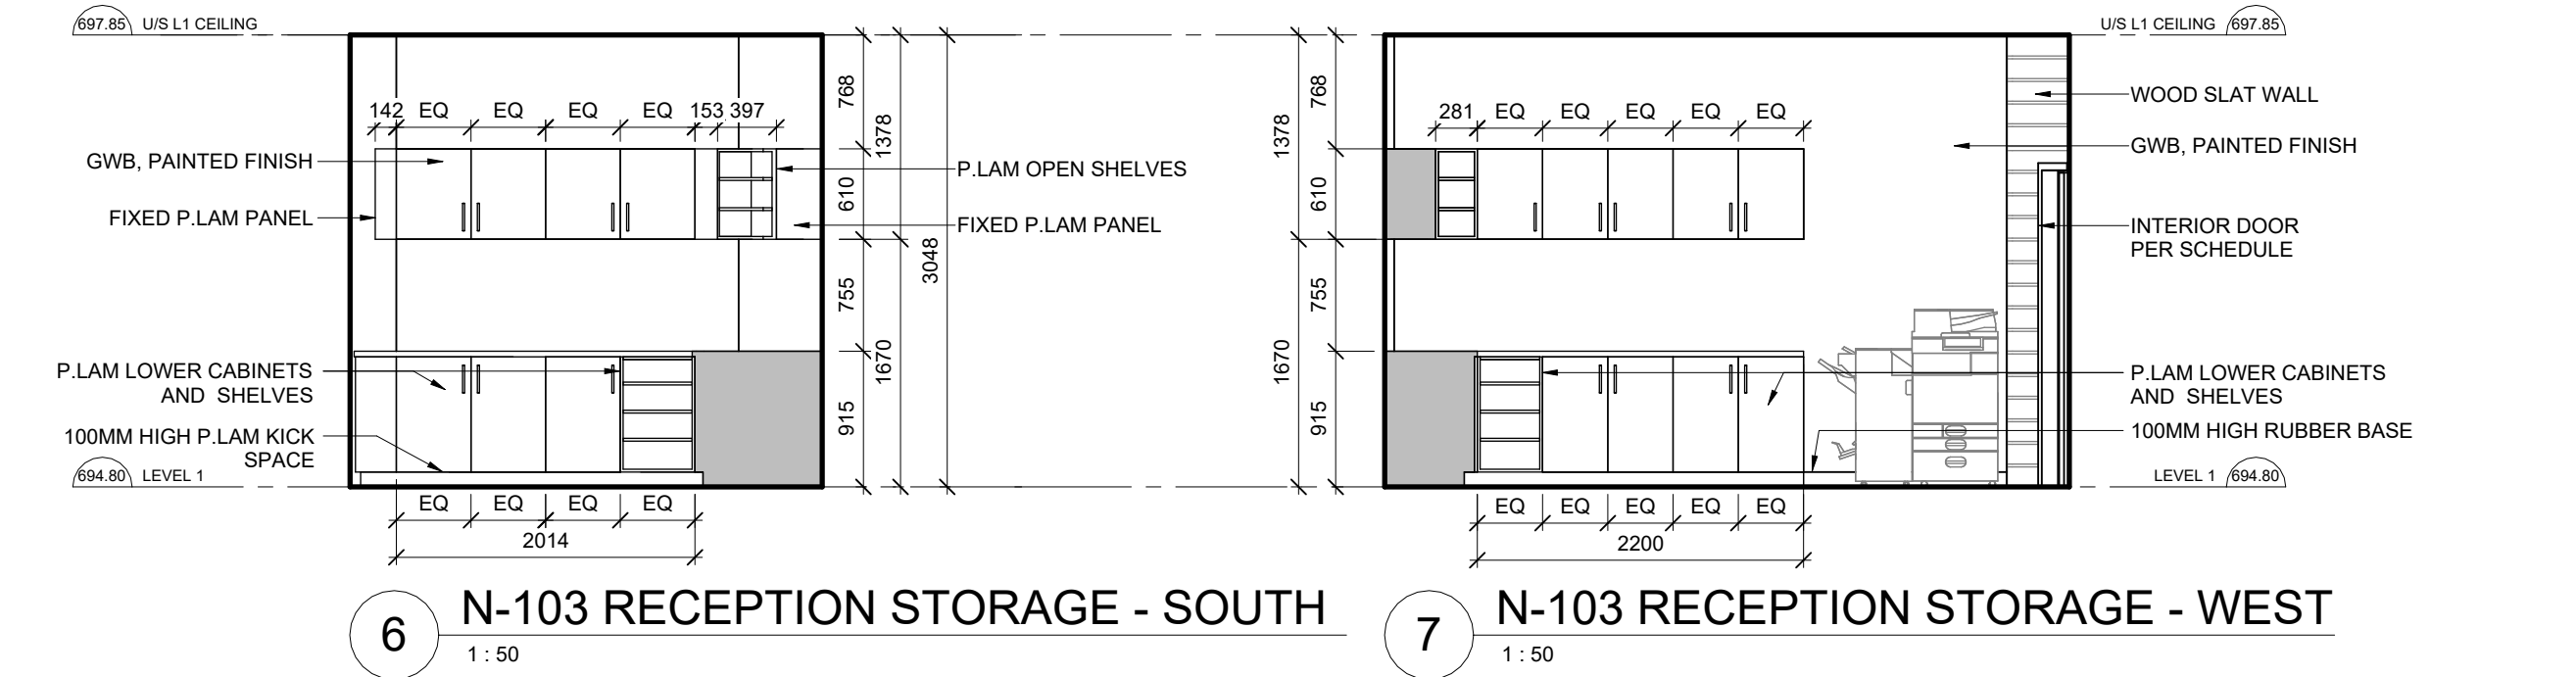 697.85 U/S L1 CEILING
142 EQ EQ EQ EQ 153 397
GWB, PAINTED FINISH
FIXED P.LAM PANEL
P.LAM LOWER CABINETS
AND SHELVES
100MM HIGH P.LAM KICK
SPACE
694.80 LEVEL 1
EQ EQ EQ EQ
2014
768
610
755
915
1378
1670
3048
P.LAM OPEN SHELVES
FIXED P.LAM PANEL
6 N-103 RECEPTION STORAGE - SOUTH
1 : 50
U/S L1 CEILING 697.85
1378
1670
768
610
755
915
281 EQ EQ EQ EQ EQ
WOOD SLAT WALL
GWB, PAINTED FINISH
INTERIOR DOOR
PER SCHEDULE
P.LAM LOWER CABINETS
AND SHELVES
100MM HIGH RUBBER BASE
LEVEL 1 694.80
EQ EQ EQ EQ EQ
2200
7 N-103 RECEPTION STORAGE - WEST
1 : 50